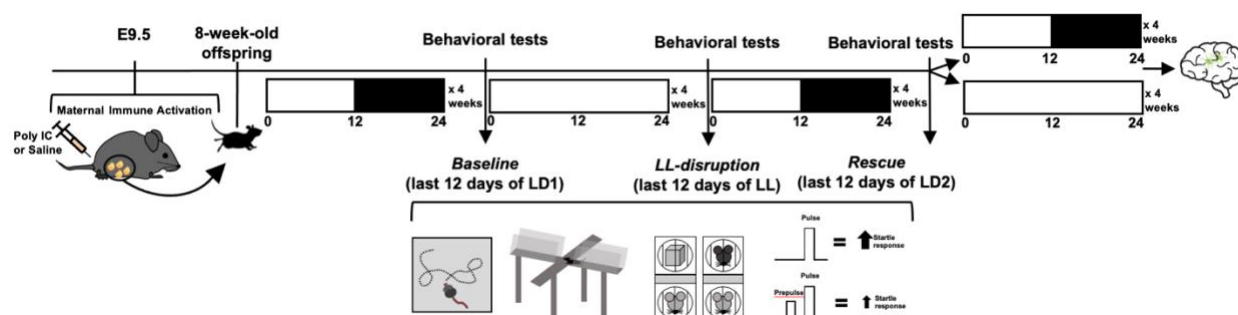 E9.5
8-week-old
offspring
Behavioral tests
Behavioral tests
Behavioral tests
x 4
weeks
0
12
24
Maternal Immune Activation
Poly IC
or Saline
x 4
weeks
0
12
24
x 4
weeks
0
24
x 4
weeks
0
12
24
x 4
weeks
0
12
24
Baseline
(last 12 days of LD1)
LL-disruption
(last 12 days of LL)
Rescue
(last 12 days of LD2)
Pulse
=
Startle
response
Pulse
Prepulse
=
Startle
response